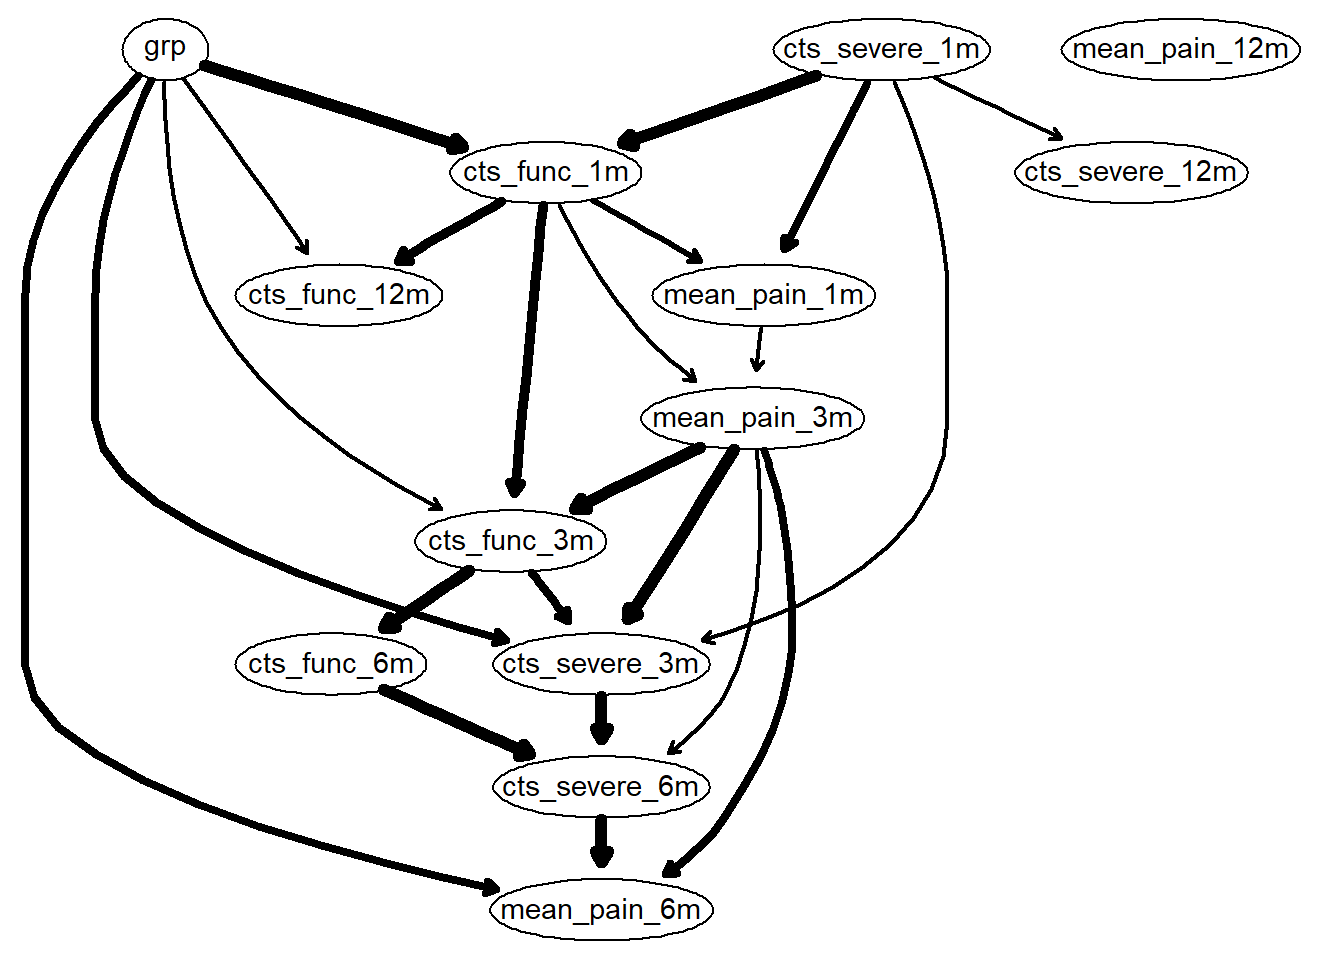 grp
cts_severe_1m
mean_pain_12m
cts_func_1m
cts_severe_12m
cts_func_12m
mean_pain_1m
mean_pain_3m
cts_func_3m
cts_func_6m
cts_severe_3m
cts_severe_6m
mean_pain_6m